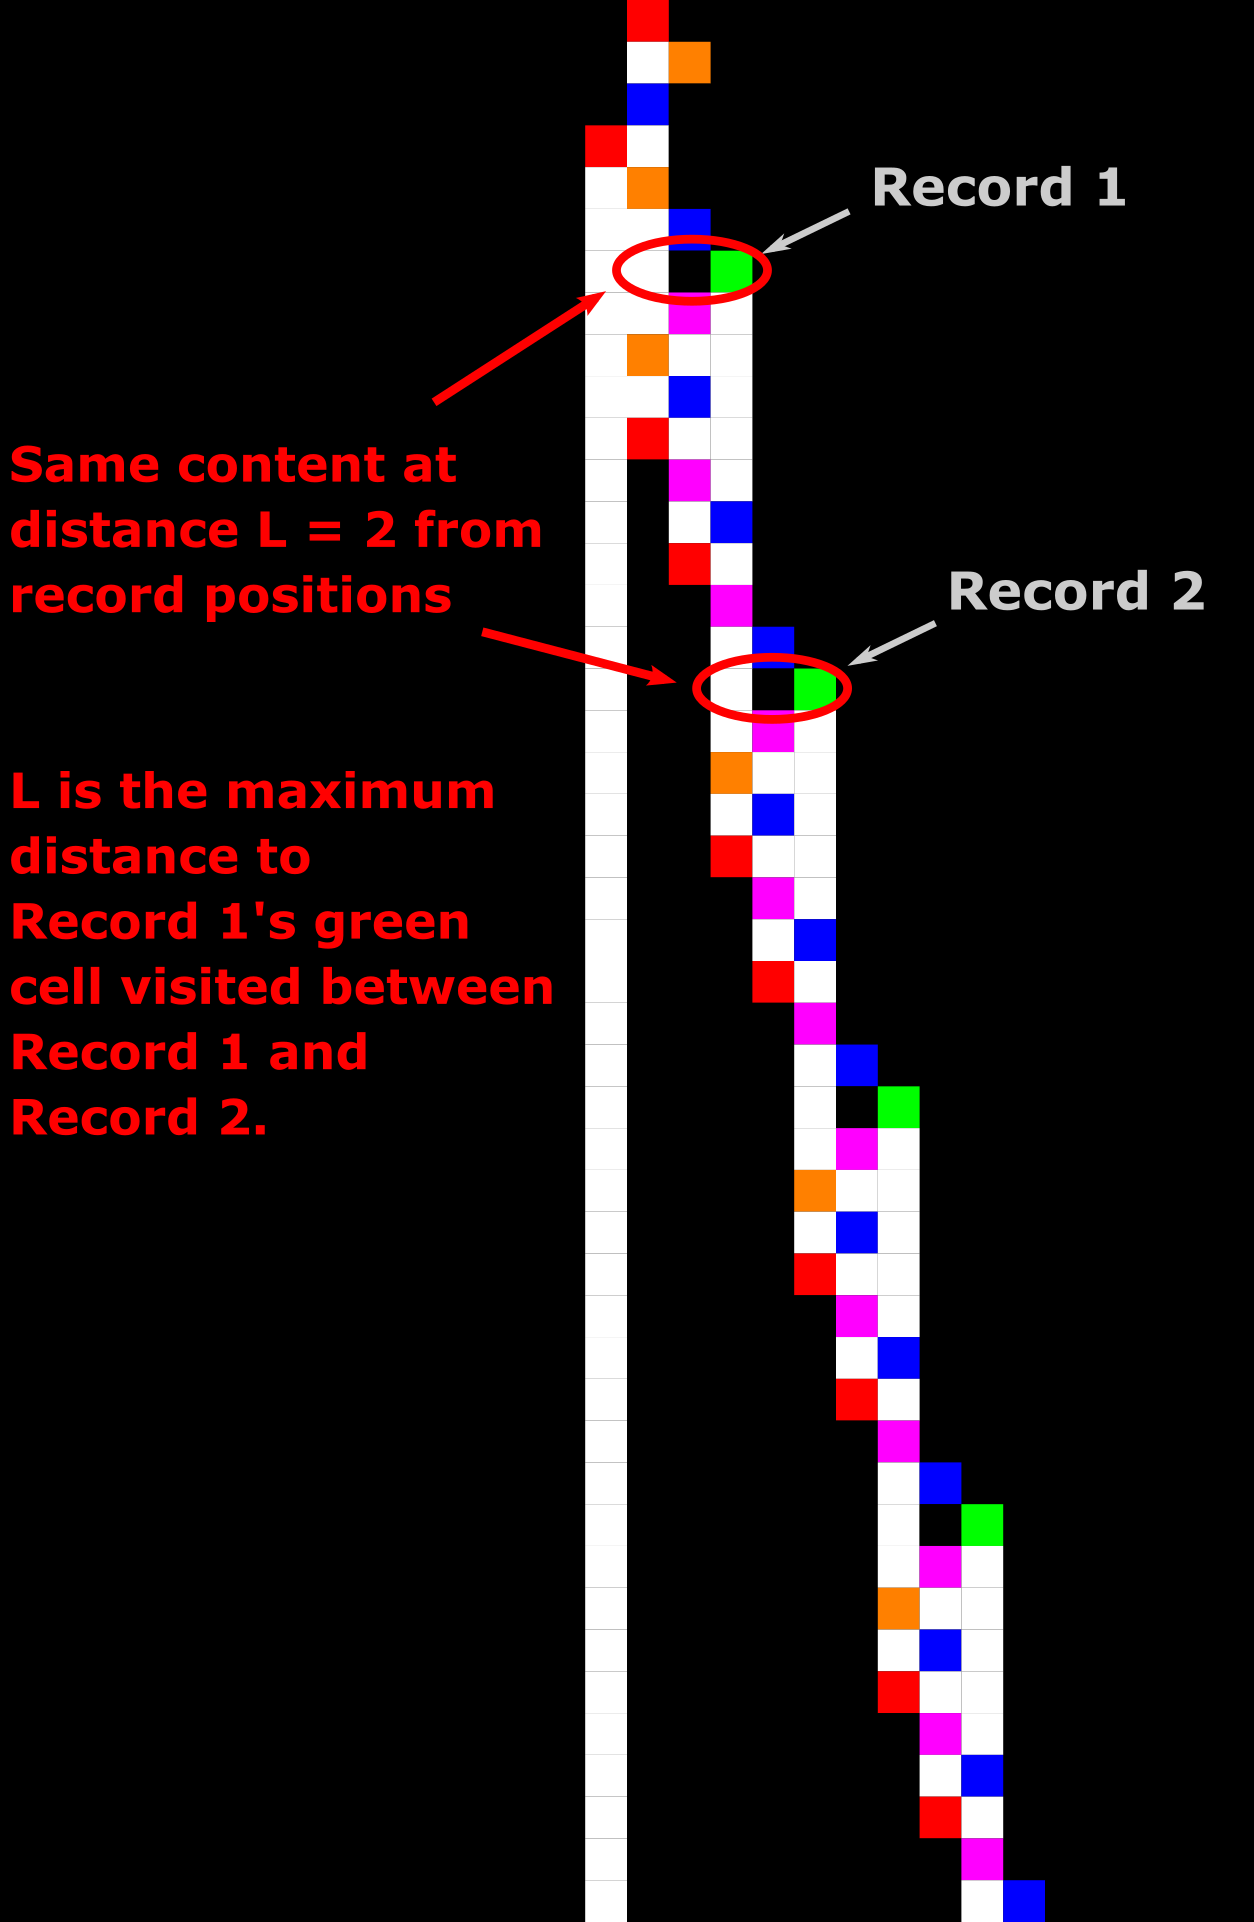 Record 1
Same content at
distance L = 2 from
record positions
Record 2
L is the maximum
distance to
Record 1's green
cell visited between
Record 1 and
Record 2.